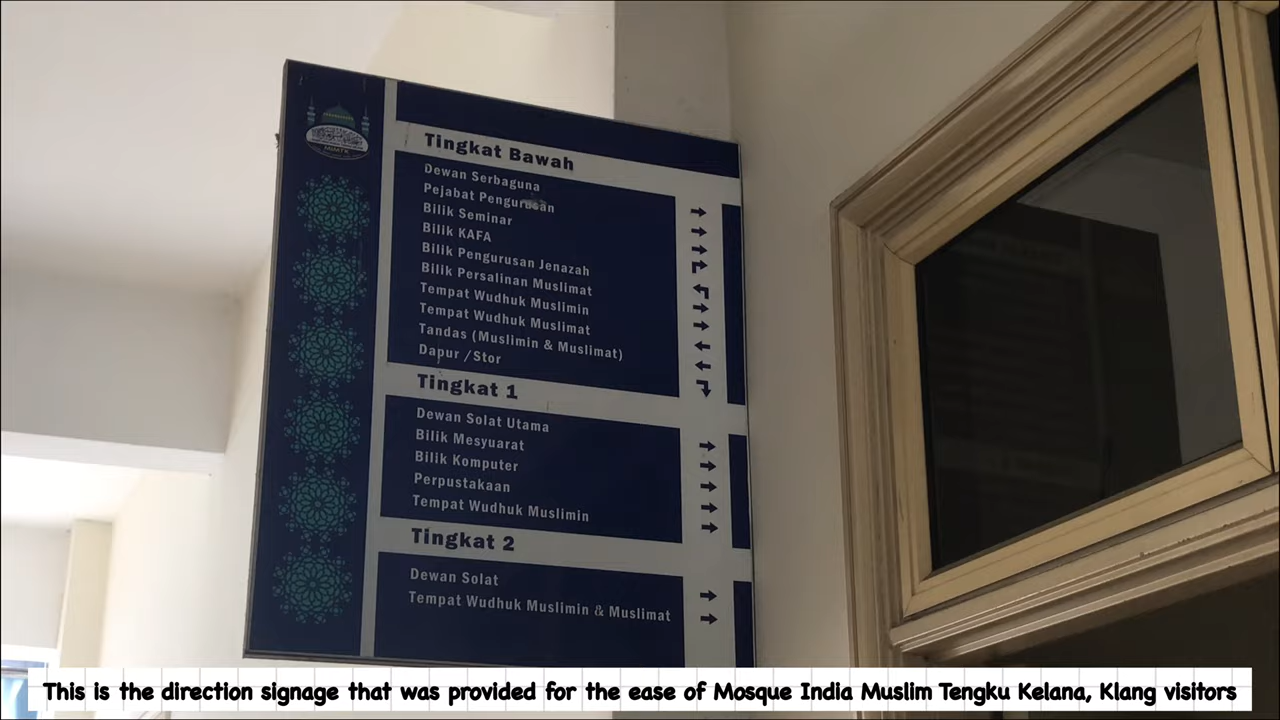 Tingkat Bawah
Dewan Serbaguna
Pejabat Pengurusan
Bilik Seminar
Bilik KAFA
Bilik Pengurusan Jenazah
Bilik Persalinan Muslimat
Tempat Wudhuk Muslimin
Tempat Wudhuk Muslimat
Tandas (Muslimin & Muslimat)
Dapur /Stor
Tingkat 1
Dewan Solat Utama
Bilik Mesyuarat
Bilik Komputer
Perpustakaan
Tempat Wudhuk Muslimin
Tingkat 2
Dewan Solat
Tempat Wudhuk Muslimin & Muslimat
This is the direction signage that was provided for the ease of Mosque India Muslim Tengku Kelana, Klang visitors